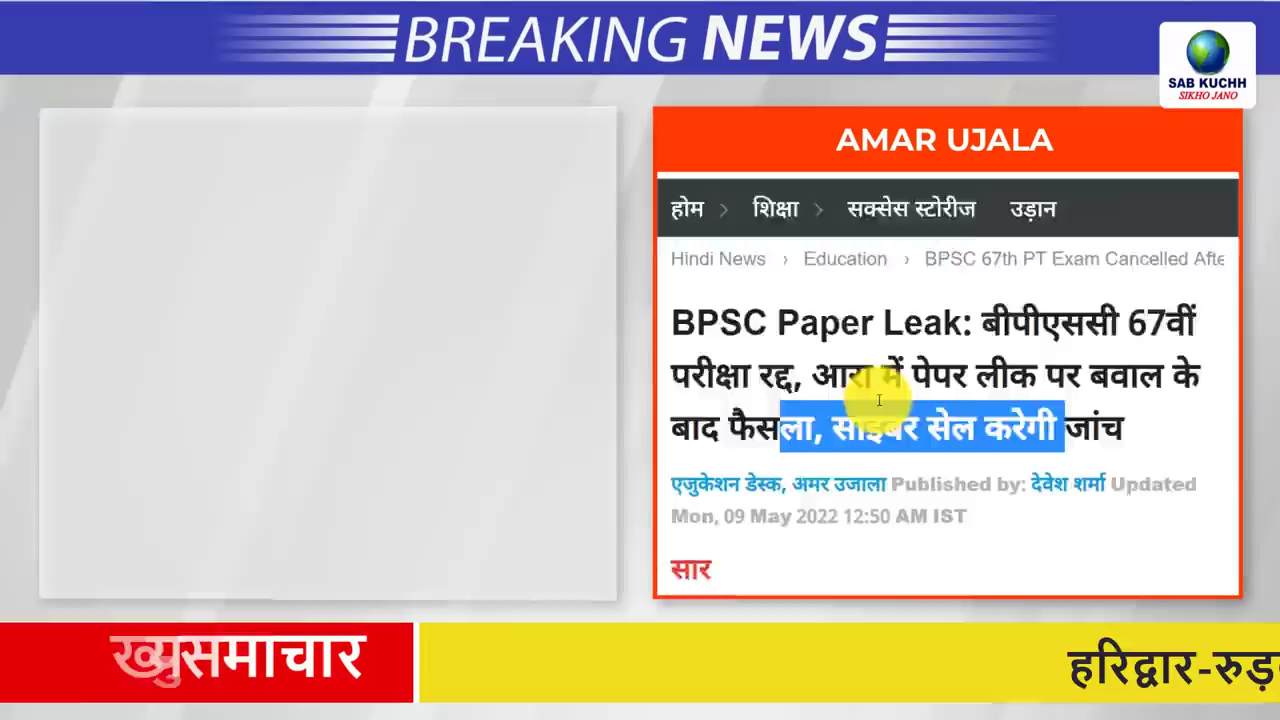 BREAKING NEWS
SAB KUCHH
SIKHO JANO
AMAR UJALA
होम > शिक्षा > सक्सेस स्टोरीज उड़ान
Hindi News › Education › BPSC 67th PT Exam Cancelled Afte
BPSC Paper Leak: बीपीएससी 67वीं
परीक्षा रद्द, आरा में पेपर लीक पर बवाल के
बाद फैसला, साइबर सेल करेगी जांच
एजुकेशन डेस्क, अमर उजाला Published by: देवेश शर्मा Updated
Mon, 09 May 2022 12:50 AM IST
सार
समाचार
हरिद्वार-रुड़